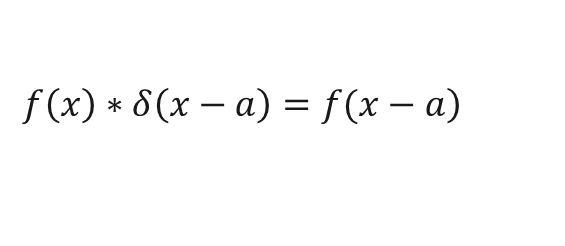 f(x) ∗ δ(x − a) = f(x − a)